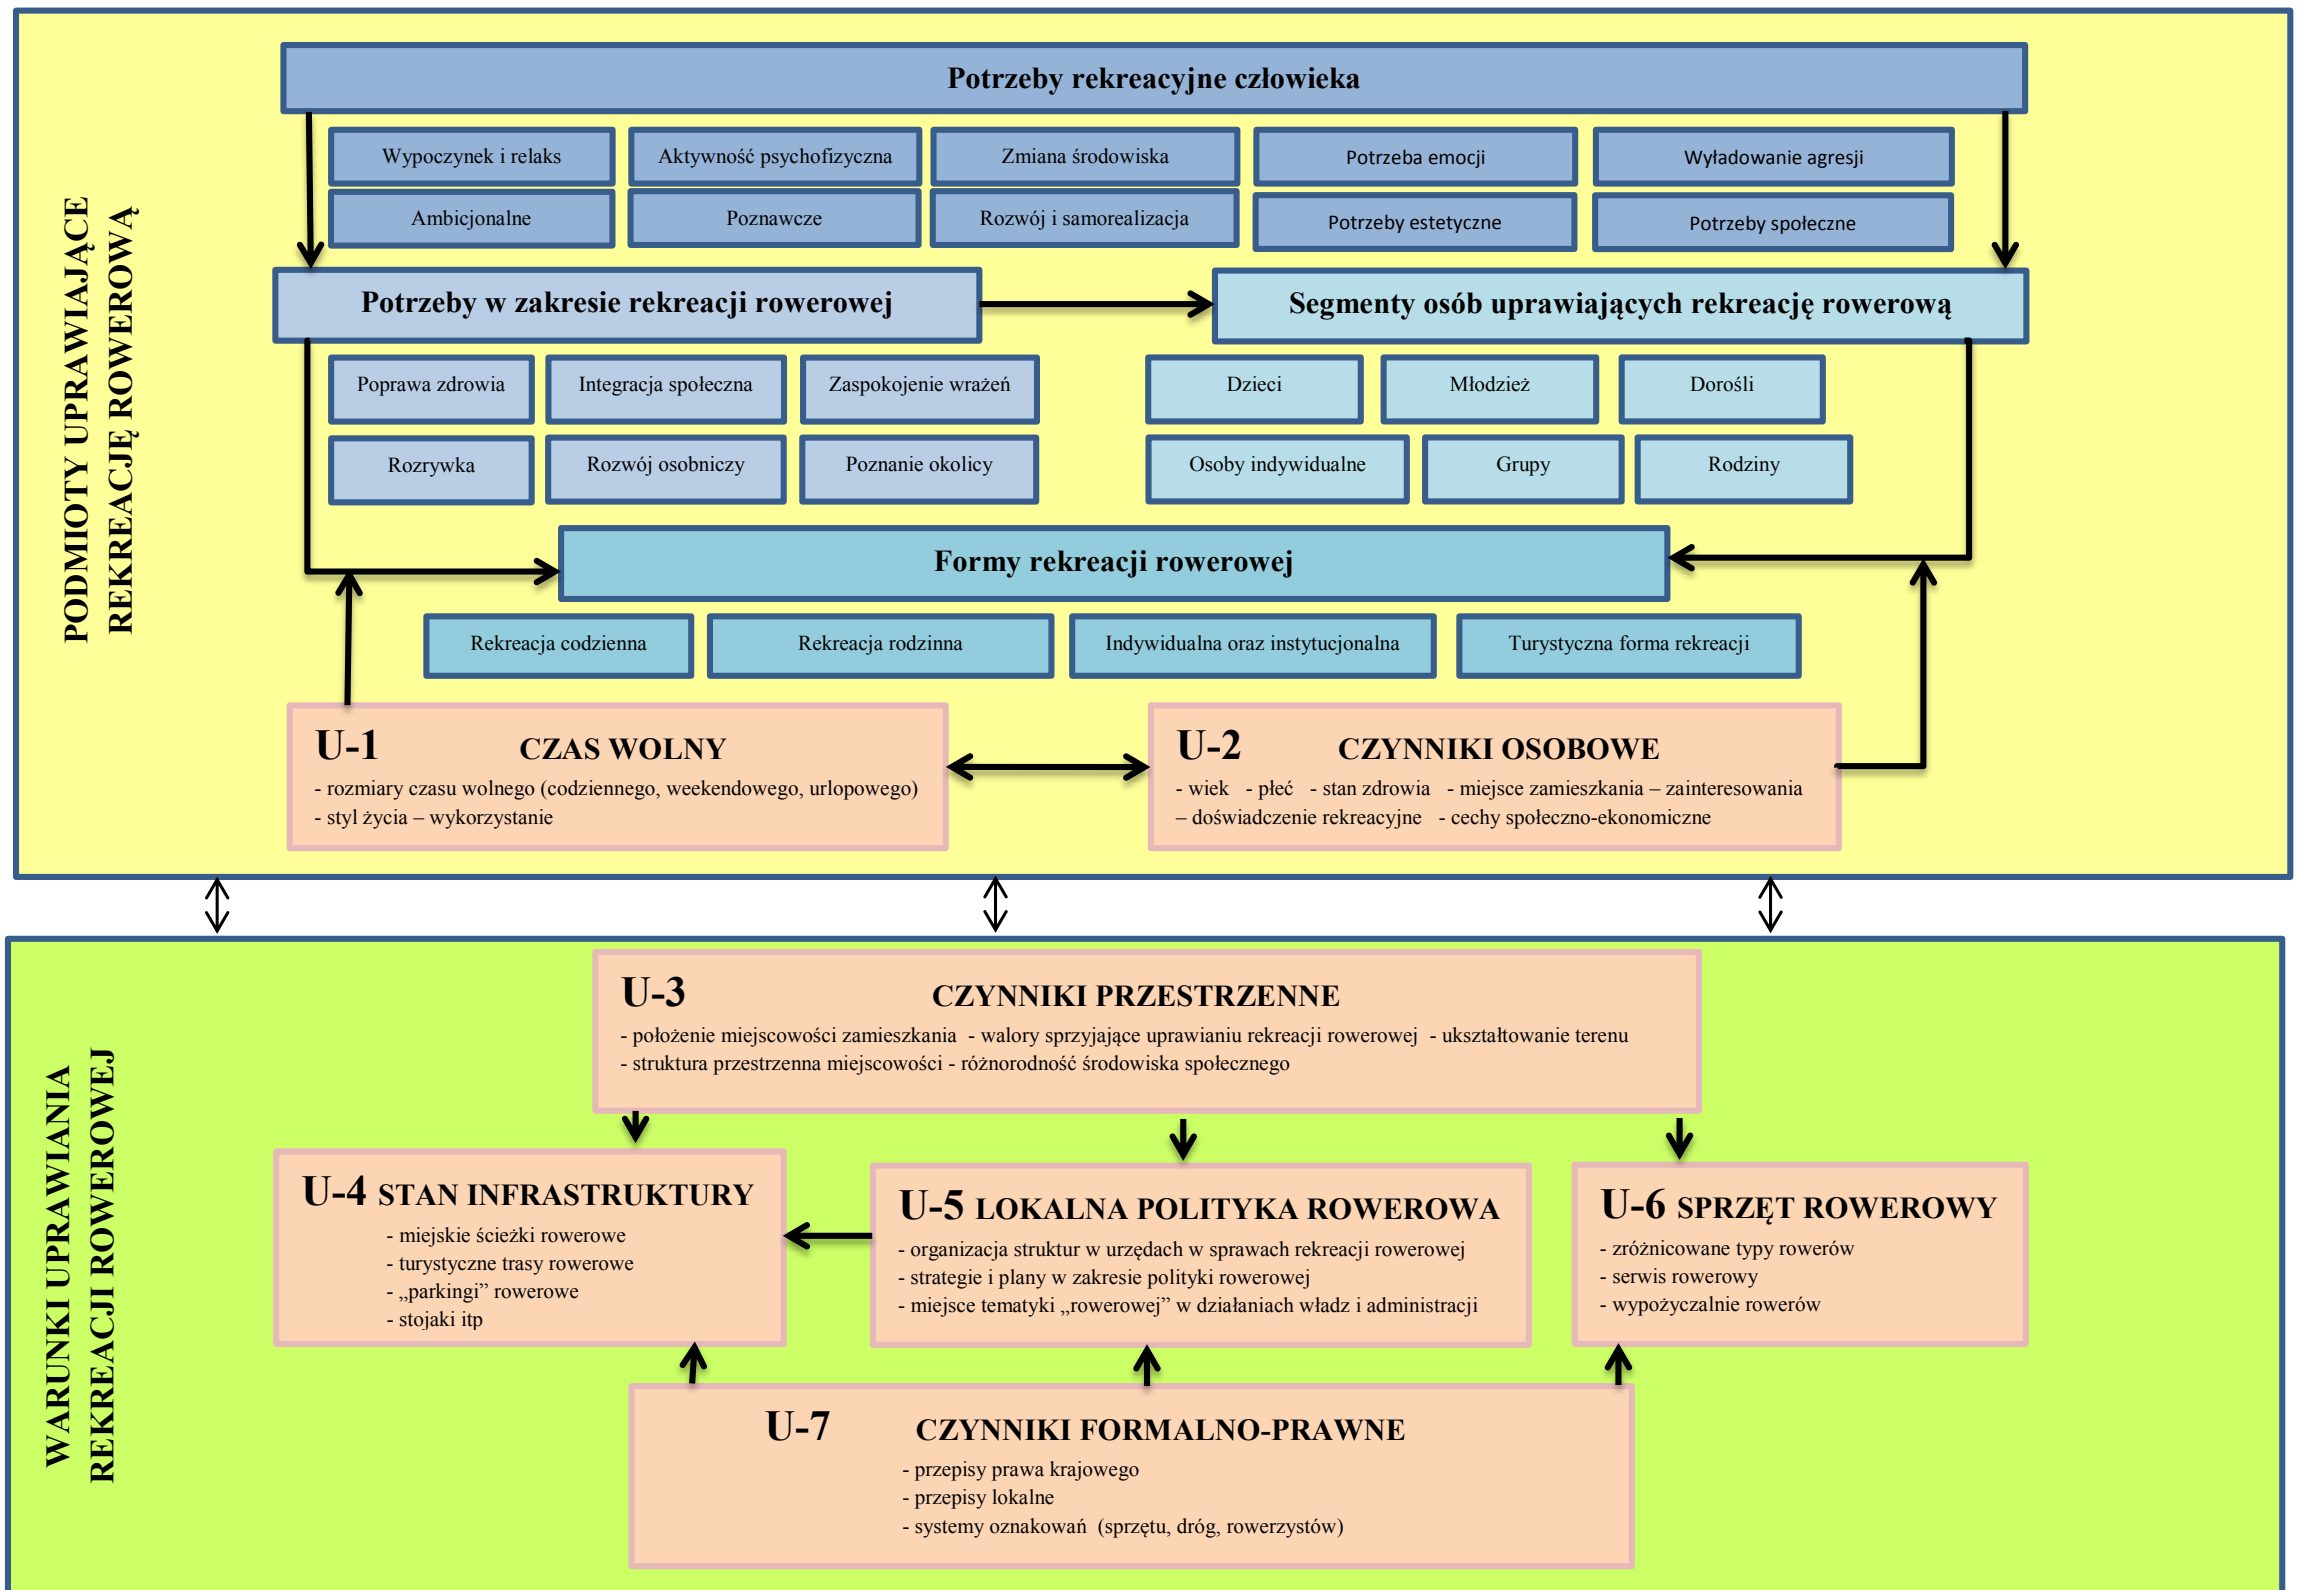 PODMIOTY UPRAWIAJĄCE
REKREACJĘ ROWEROWĄ
Potrzeby rekreacyjne człowieka
Wypoczynek i relaks
Aktywność psychofizyczna
Zmiana środowiska
Potrzeba emocji
Wyładowanie agresji
Ambicjonalne
Poznawcze
Rozwój i samorealizacja
Potrzeby estetyczne
Potrzeby społeczne
Potrzeby w zakresie rekreacji rowerowej
Segmenty osób uprawiających rekreację rowerową
Poprawa zdrowia
Integracja społeczna
Zaspokojenie wrażeń
Dzieci
Młodzież
Dorośli
Rozrywka
Rozwój osobniczy
Poznanie okolicy
Osoby indywidualne
Grupy
Rodziny
Formy rekreacji rowerowej
Rekreacja codzienna
Rekreacja rodzinna
Indywidualna oraz instytucjonalna
Turystyczna forma rekreacji
U-1 CZAS WOLNY
- rozmiary czasu wolnego (codziennego, weekendowego, urlopowego)
- styl życia – wykorzystanie
U-2 CZYNNIKI OSOBOWE
- wiek - płeć - stan zdrowia - miejsce zamieszkania – zainteresowania
– doświadczenie rekreacyjne - cechy społeczno-ekonomiczne
WARUNKI UPRAWIANIA
REKREACJI ROWEROWEJ
U-3 CZYNNIKI PRZESTRZENNE
- położenie miejscowości zamieszkania - walory sprzyjające uprawianiu rekreacji rowerowej - ukształtowanie terenu
- struktura przestrzenna miejscowości - różnorodność środowiska społecznego
U-4 STAN INFRASTRUKTURY
- miejskie ścieżki rowerowe
- turystyczne trasy rowerowe
- „parkingi” rowerowe
- stojaki itp
U-5 LOKALNA POLITYKA ROWEROWA
- organizacja struktur w urzędach w sprawach rekreacji rowerowej
- strategie i plany w zakresie polityki rowerowej
- miejsce tematyki „rowerowej” w działaniach władz i administracji
U-6 SPRZĘT ROWEROWY
- zróżnicowane typy rowerów
- serwis rowerowy
- wypożyczalnie rowerów
U-7 CZYNNIKI FORMALNO-PRAWNE
- przepisy prawa krajowego
- przepisy lokalne
- systemy oznakowań (sprzętu, dróg, rowerzystów)